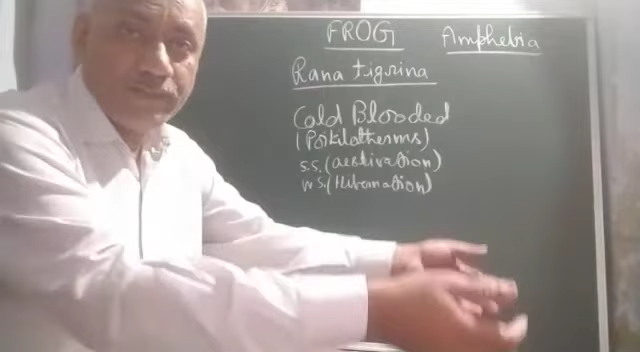 FROG Amphebia
Rana tigrina
Cold Blooded
(Poikilotherms)
S.S. (aestivation)
W.S. (Hibernation)